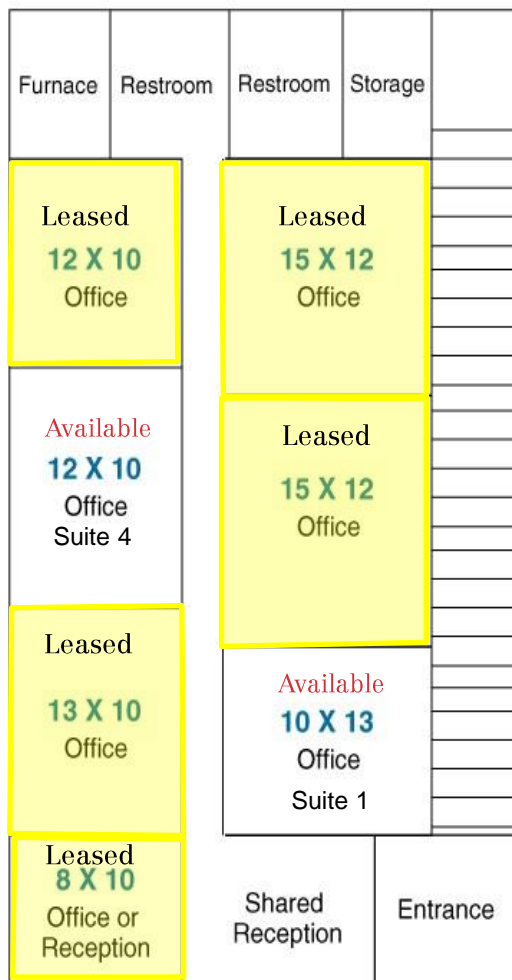 Furnace
Restroom
Restroom
Storage
Leased
12 X 10
Office
Leased
15 X 12
Office
Available
12 X 10
Office
Suite 4
Leased
15 X 12
Office
Leased
13 X 10
Office
Available
10 X 13
Office
Suite 1
Leased
8 X 10
Office or
Reception
Shared
Reception
Entrance